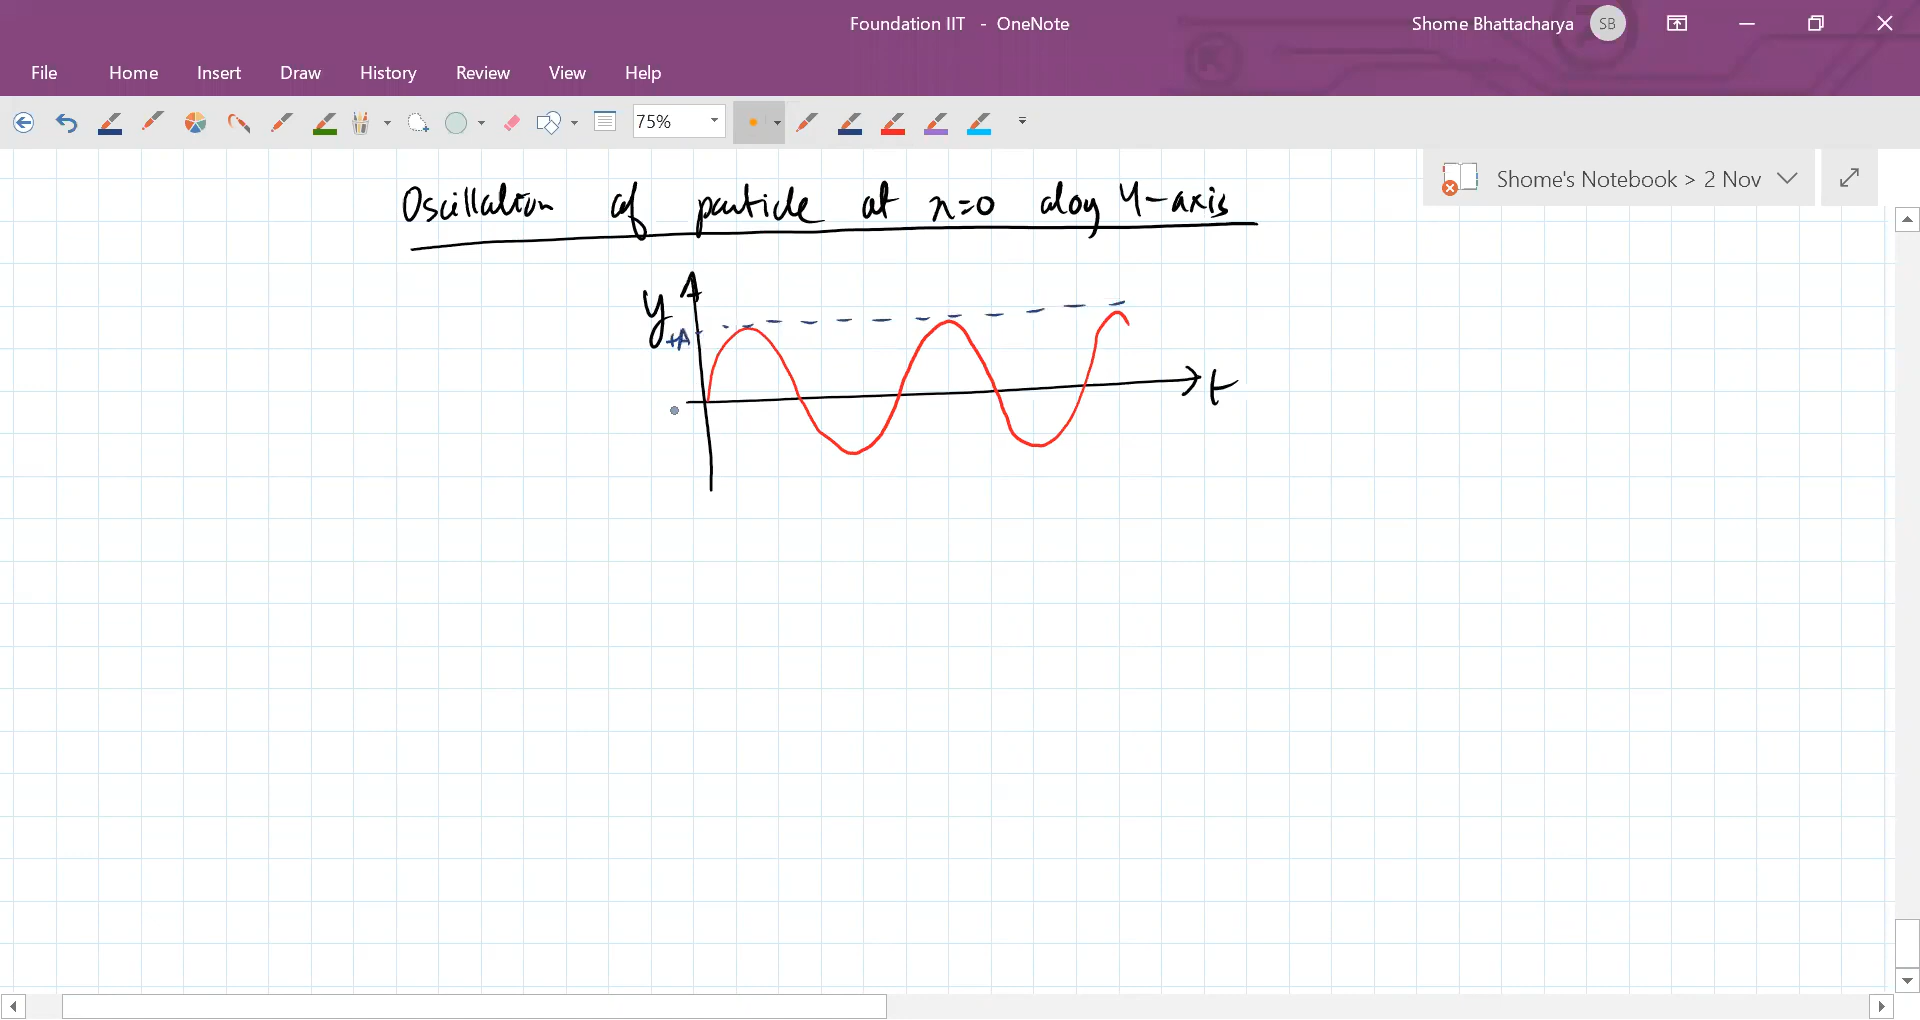 Foundation IIT - OneNote
Shome Bhattacharya SB
File Home Insert Draw History Review View Help
75%
Shome's Notebook > 2 Nov
Oscillation of particle at x=0 along Y-axis
y
+A
t